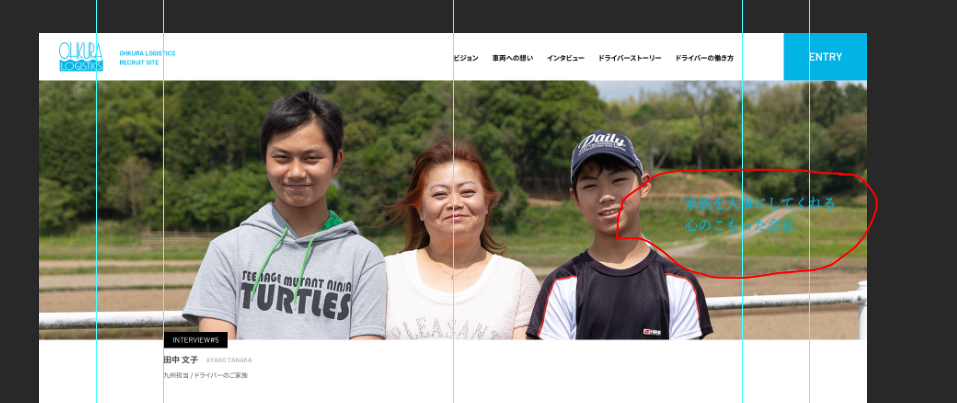 OHKURA
LOGISTICS
OHKURA LOGISTICS
RECRUIT SITE
ビジョン 車両への想い インタビュー ドライバーストーリー ドライバーの働き方
ENTRY
Daily
家族を大事にしてくれる
心のこもった会社
TEENAGE MUTANT NINJA
TURTLES
PLEASANT
INTERVIEW#5
田中 文子 AYAKO TANAKA
九州担当 / ドライバーのご家族